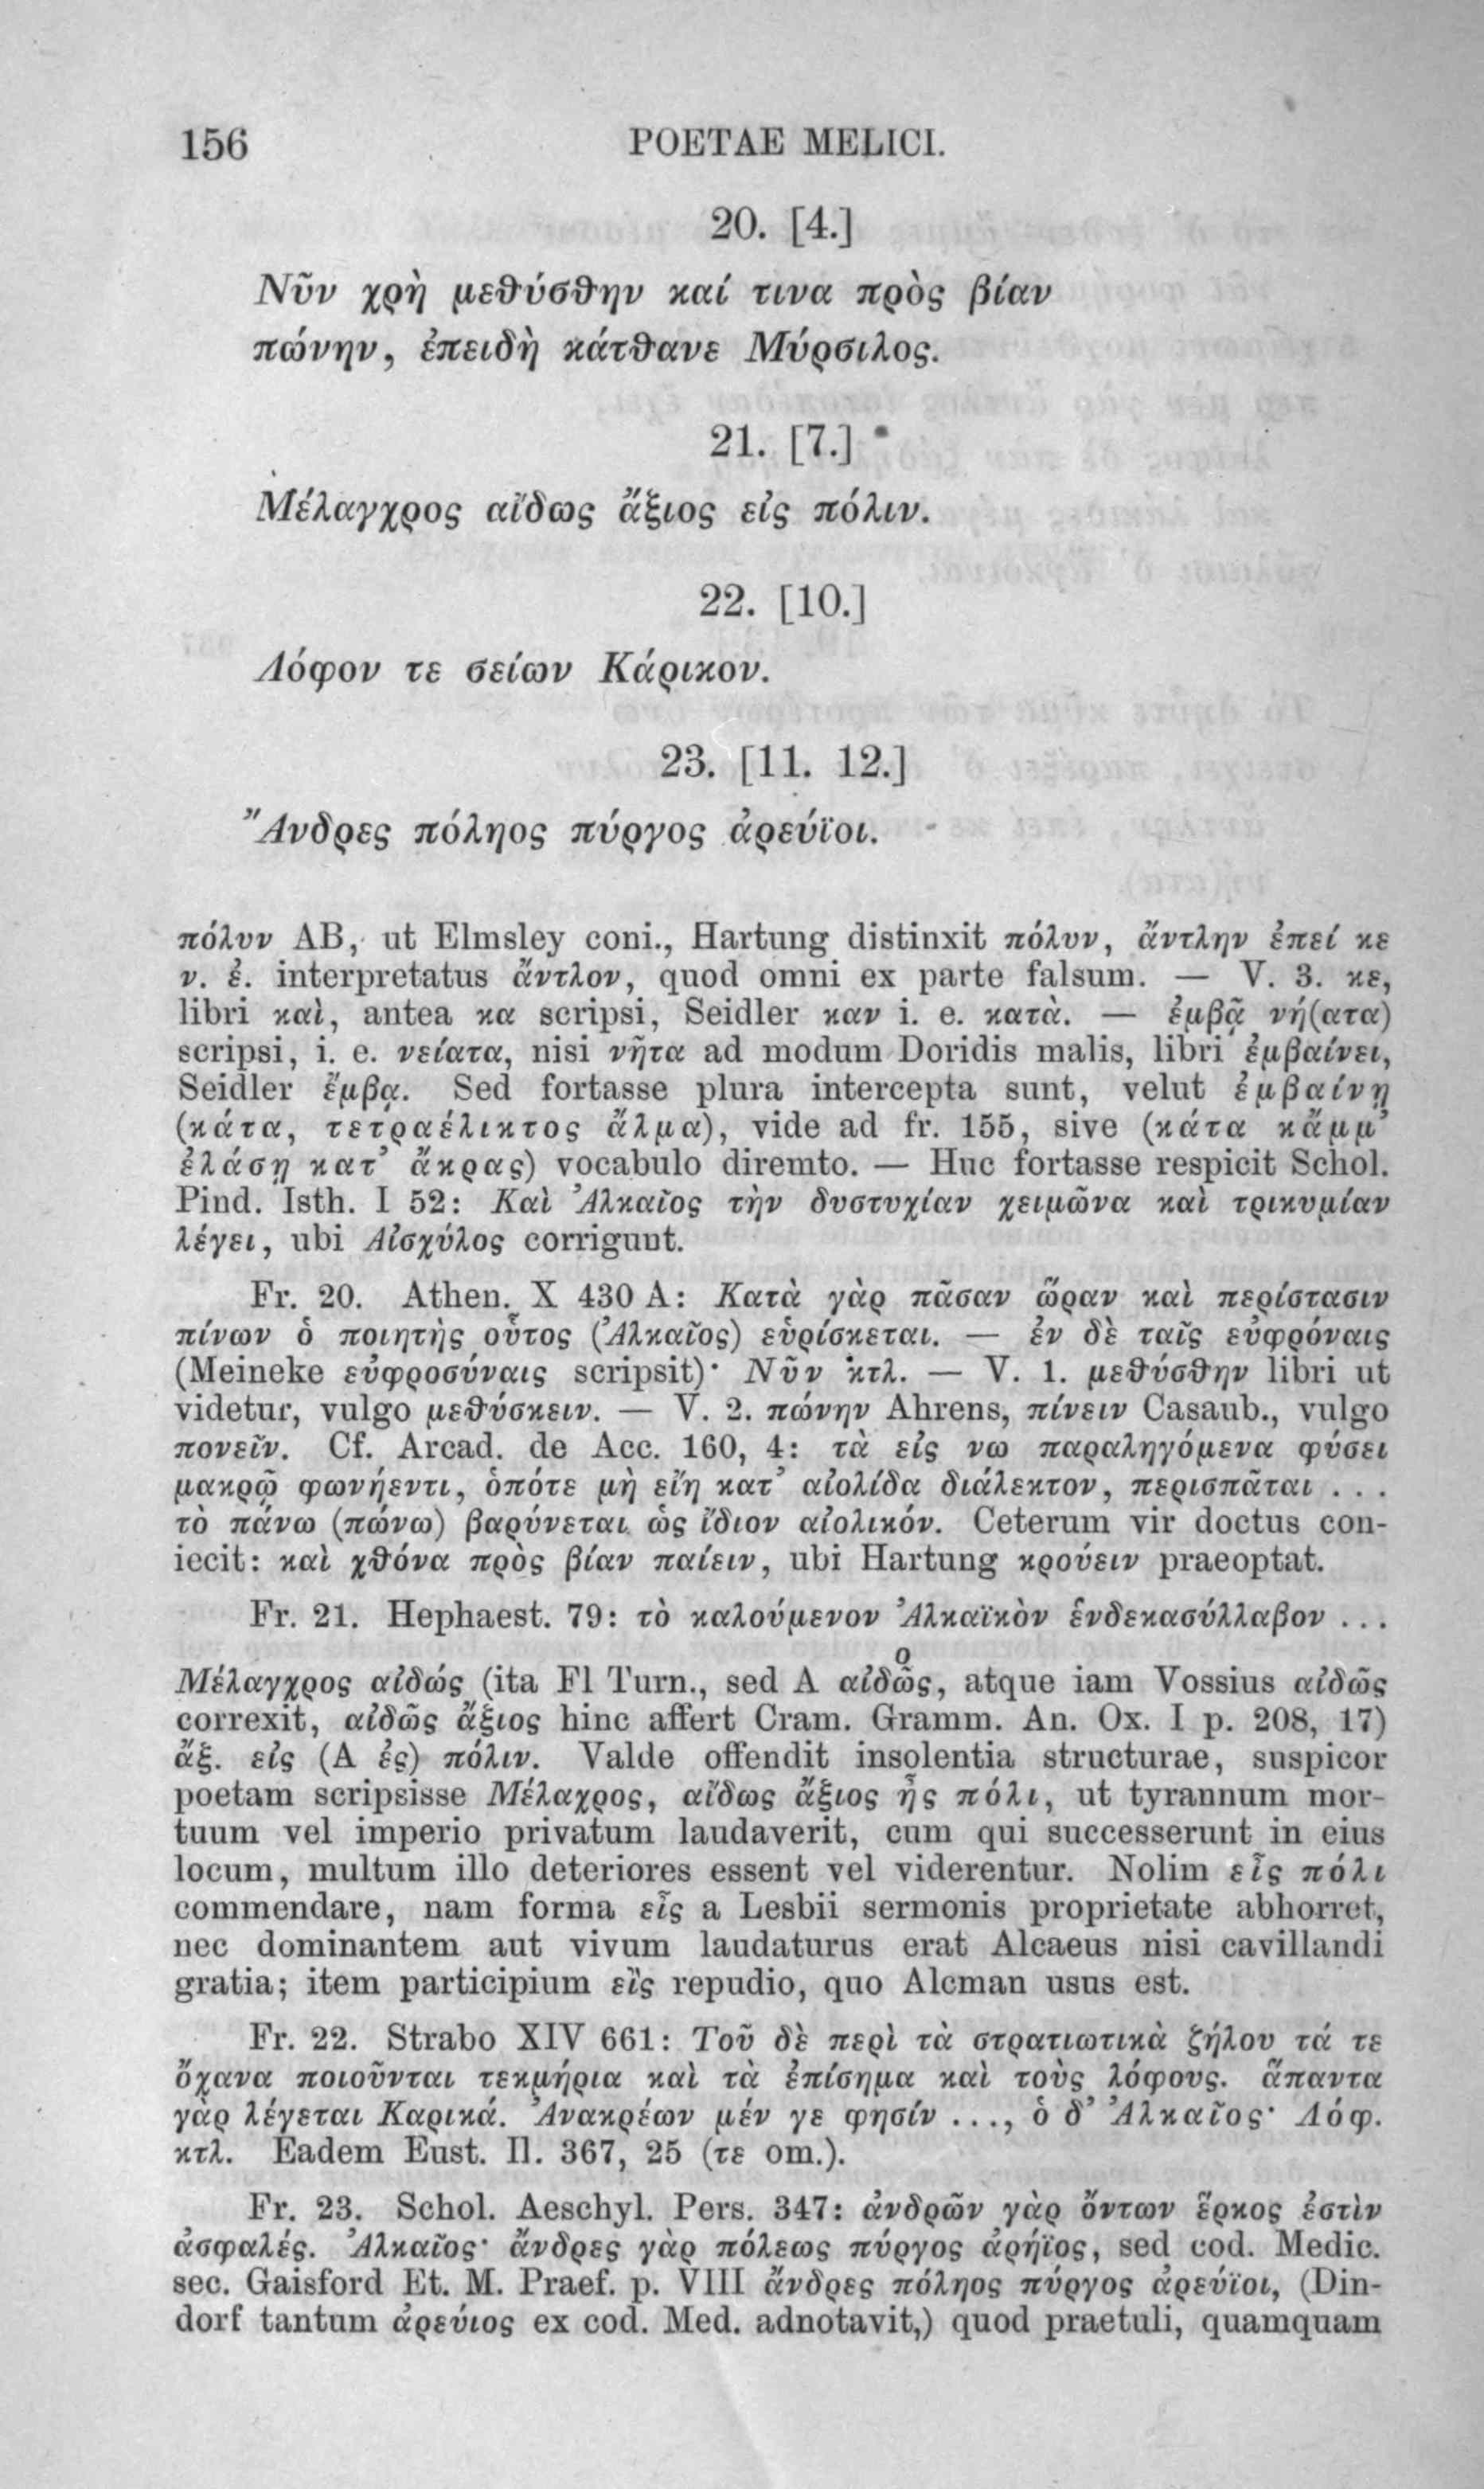 156 POETAE MELICI.
20. [4.]
Νῦν χρὴ μεθύσθην καί τινα πρὸς βίαν
πώνην, ἐπειδὴ κάτθανε Μύρσιλος.
21. [7.]
Μέλαγχρος αἴδως ἄξιος εἰς πόλιν.
22. [10.]
Λόφον τε σείων Κάρικον.
23. [11. 12.]
Ἄνδρες πόληος πύργος ἀρεύϊοι.
πόλυν AB, ut Elmsley coni., Hartung distinxit πόλυν, ἄντλην ἐπεί κε
ν. ἐ. interpretatus ἄντλον, quod omni ex parte falsum. — V. 3. κε,
libri καὶ, antea κα scripsi, Seidler καν i. e. κατὰ. — ἐμβᾷ νή(ατα)
scripsi, i. e. νείατα, nisi νῆτα ad modum Doridis malis, libri ἐμβαίνει,
Seidler ἔμβᾳ. Sed fortasse plura intercepta sunt, velut ἐμβαίνῃ
(κάτα, τετραέλικτος ἄλμα), vide ad fr. 155, sive (κάτα κἄμμ’
ἐλάσῃ κατ’ ἄκρας) vocabulo diremto. — Huc fortasse respicit Schol.
Pind. Isth. I 52: Καὶ Ἀλκαῖος τὴν δυστυχίαν χειμῶνα καὶ τρικυμίαν
λέγει, ubi Αἰσχύλος corrigunt.
Fr. 20. Athen. X 430 A: Κατὰ γὰρ πᾶσαν ὥραν καὶ περίστασιν
πίνων ὁ ποιητὴς οὗτος (Ἀλκαῖος) εὑρίσκεται. — ἐν δὲ ταῖς εὐφρόναις
(Meineke εὐφροσύναις scripsit)· Νῦν κτλ. — V. 1. μεθύσθην libri ut
videtur, vulgo μεθύσκειν. — V. 2. πώνην Ahrens, πίνειν Casaub., vulgo
πονεῖν. Cf. Arcad. de Acc. 160, 4: τὰ εἰς νω παραληγόμενα φύσει
μακρῷ φωνήεντι, ὁπότε μὴ εἴη κατ’ αἰολίδα διάλεκτον, περισπᾶται ...
τὸ πάνω (πώνω) βαρύνεται ὡς ἴδιον αἰολικόν. Ceterum vir doctus con-
iecit: καὶ χθόνα πρὸς βίαν παίειν, ubi Hartung κρούειν praeoptat.
Fr. 21. Hephaest. 79: τὸ καλούμενον Ἀλκαϊκὸν ἑνδεκασύλλαβον ...
ο
Μέλαγχρος αἰδώς (ita Fl Turn., sed A αἰδῶς, atque iam Vossius αἰδῶς
correxit, αἰδῶς ἄξιος hinc affert Cram. Gramm. An. Ox. I p. 208, 17)
ἄξ. εἰς (A ἐς) πόλιν. Valde offendit insolentia structurae, suspicor
poetam scripsisse Μέλαχρος, αἴδως ἄξιος ἦς πόλι, ut tyrannum mor-
tuum vel imperio privatum laudaverit, cum qui successerunt in eius
locum, multum illo deteriores essent vel viderentur. Nolim εἶς πόλι
commendare, nam forma εἶς a Lesbii sermonis proprietate abhorret,
nec dominantem aut vivum laudaturus erat Alcaeus nisi cavillandi
gratia; item participium εἲς repudio, quo Alcman usus est.
Fr. 22. Strabo XIV 661: Τοῦ δὲ περὶ τὰ στρατιωτικὰ ζήλου τά τε
ὄχανα ποιοῦνται τεκμήρια καὶ τὰ ἐπίσημα καὶ τοὺς λόφους. ἅπαντα
γὰρ λέγεται Καρικά. Ἀνακρέων μέν γε φησίν ..., ὁ δ’ Ἀλκαῖος· Λόφ.
κτλ. Eadem Eust. Il. 367, 25 (τε om.).
Fr. 23. Schol. Aeschyl. Pers. 347: ἀνδρῶν γὰρ ὄντων ἕρκος ἐστὶν
ἀσφαλές. Ἀλκαῖος· ἄνδρες γὰρ πόλεως πύργος ἀρήϊος, sed cod. Medic.
sec. Gaisford Et. M. Praef. p. VIII ἄνδρες πόληος πύργος ἀρεύϊοι, (Din-
dorf tantum ἀρεύιος ex cod. Med. adnotavit,) quod praetuli, quamquam